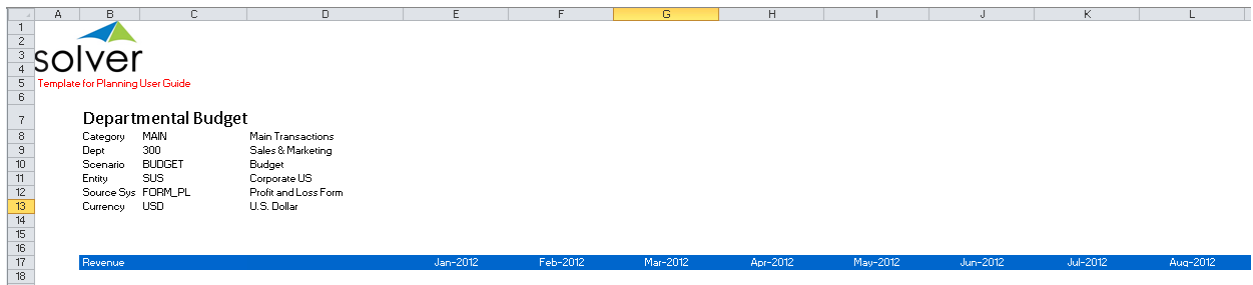 A B C D E F G H I J K L
1
2
3 solver
4
5 Template for Planning User Guide
6
7 Departmental Budget
8 Category MAIN Main Transactions
9 Dept 300 Sales & Marketing
10 Scenario BUDGET Budget
11 Entity SUS Corporate US
12 Source Sys FORM_PL Profit and Loss Form
13 Currency USD U.S. Dollar
14
15
16
17 Revenue Jan-2012 Feb-2012 Mar-2012 Apr-2012 May-2012 Jun-2012 Jul-2012 Aug-2012
18